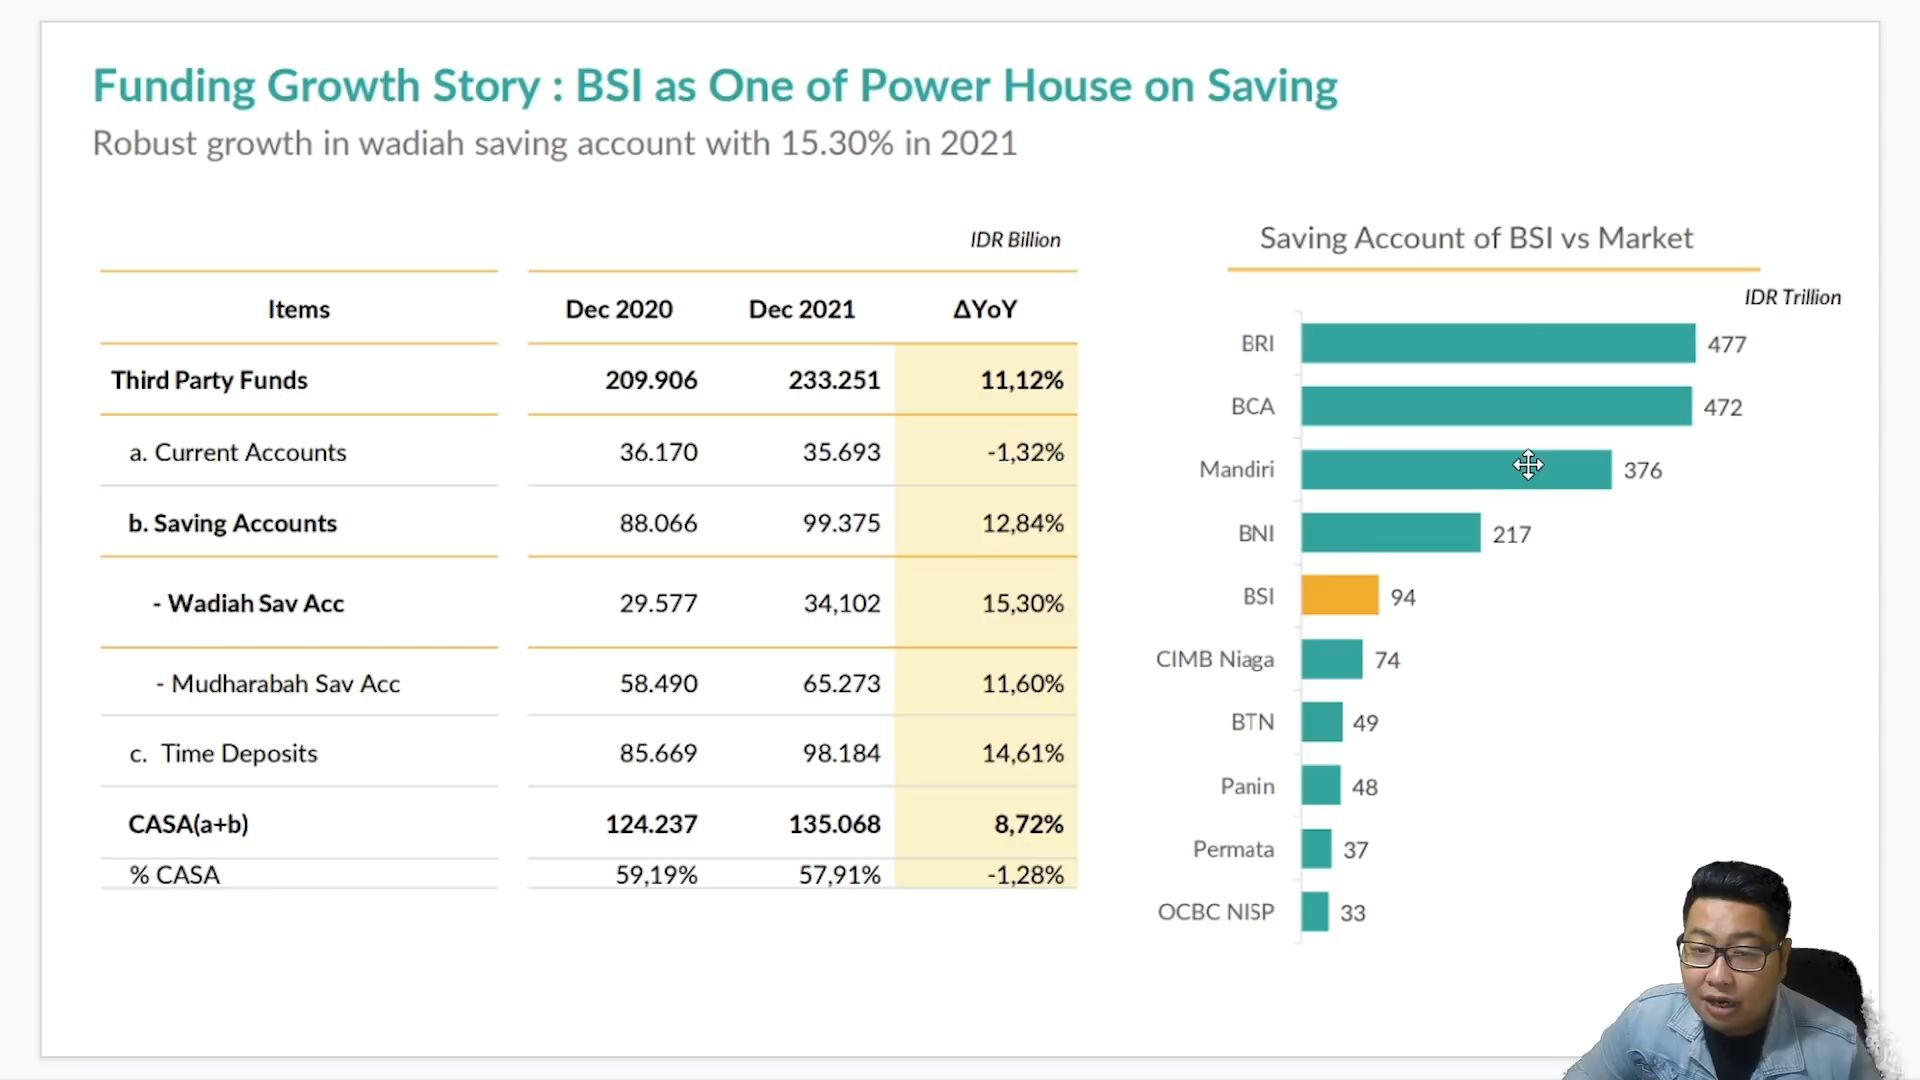 Funding Growth Story : BSI as One of Power House on Saving
Robust growth in wadiah saving account with 15.30% in 2021
IDR Billion
Items Dec 2020 Dec 2021 ΔYoY
Third Party Funds 209.906 233.251 11,12%
a. Current Accounts 36.170 35.693 -1,32%
b. Saving Accounts 88.066 99.375 12,84%
- Wadiah Sav Acc 29.577 34,102 15,30%
- Mudharabah Sav Acc 58.490 65.273 11,60%
c. Time Deposits 85.669 98.184 14,61%
CASA(a+b) 124.237 135.068 8,72%
% CASA 59,19% 57,91% -1,28%
Saving Account of BSI vs Market
IDR Trillion
BRI 477
BCA 472
Mandiri 376
BNI 217
BSI 94
CIMB Niaga 74
BTN 49
Panin 48
Permata 37
OCBC NISP 33